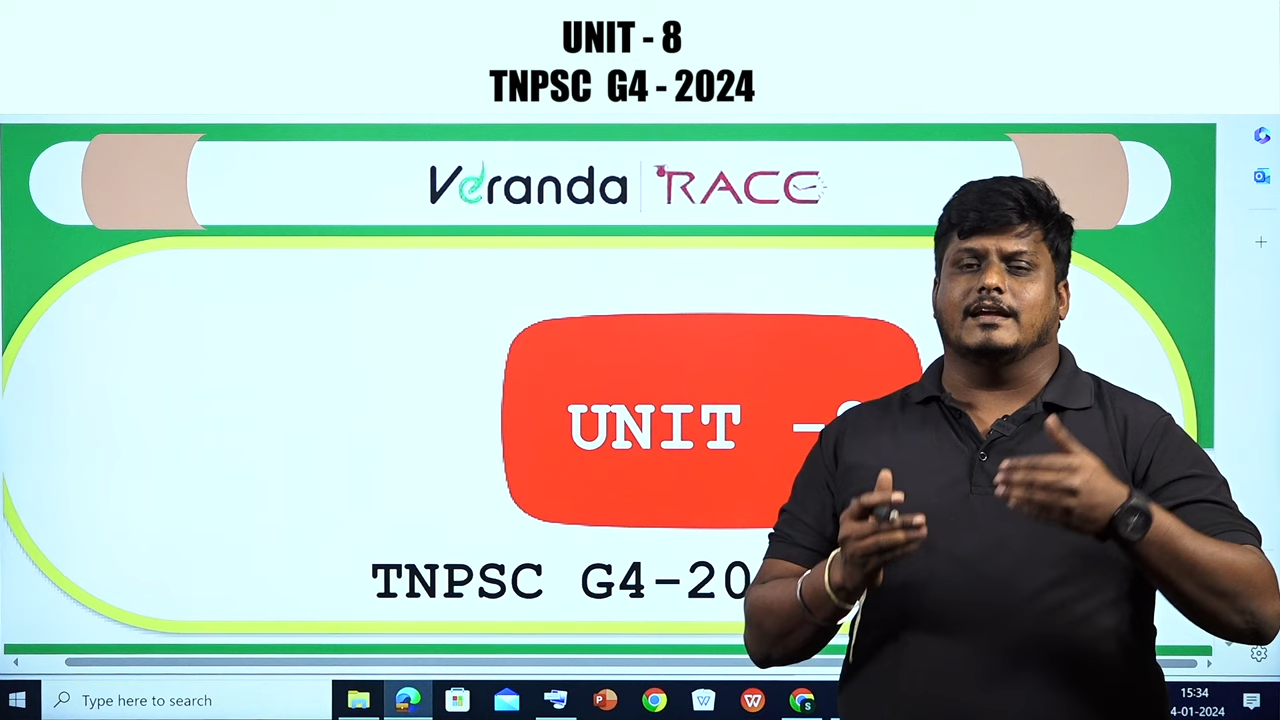 UNIT - 8
TNPSC G4 - 2024
Veranda RACE
UNIT -
TNPSC G4-20
Type here to search
15:34
4-01-2024